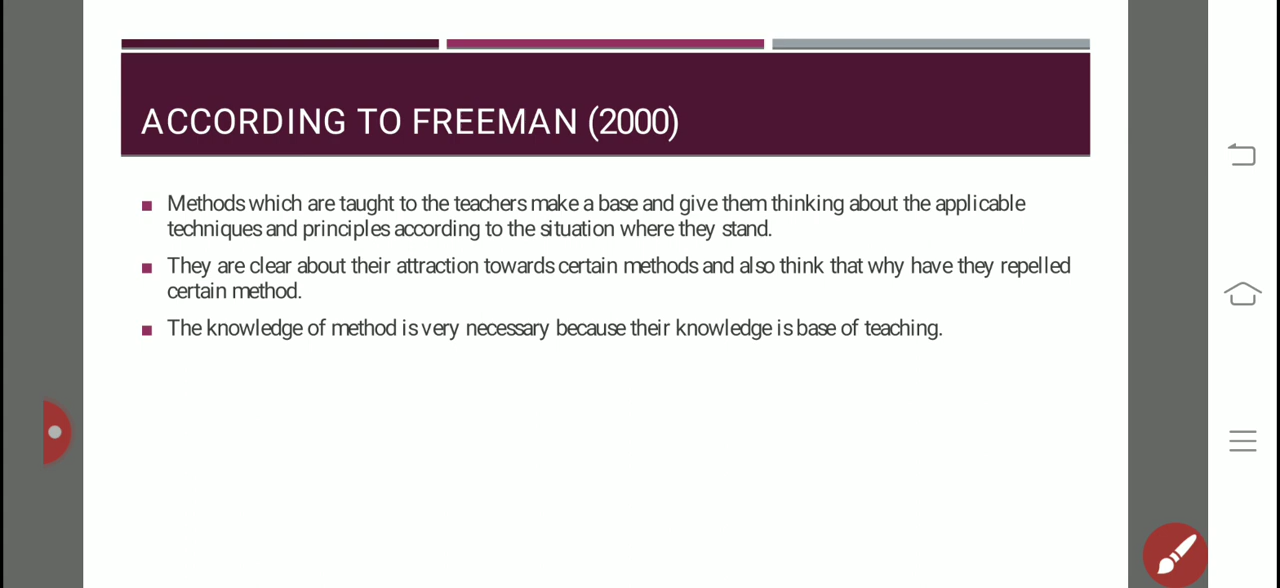 ACCORDING TO FREEMAN (2000)
Methods which are taught to the teachers make a base and give them thinking about the applicable
techniques and principles according to the situation where they stand.
They are clear about their attraction towards certain methods and also think that why have they repelled
certain method.
The knowledge of method is very necessary because their knowledge is base of teaching.